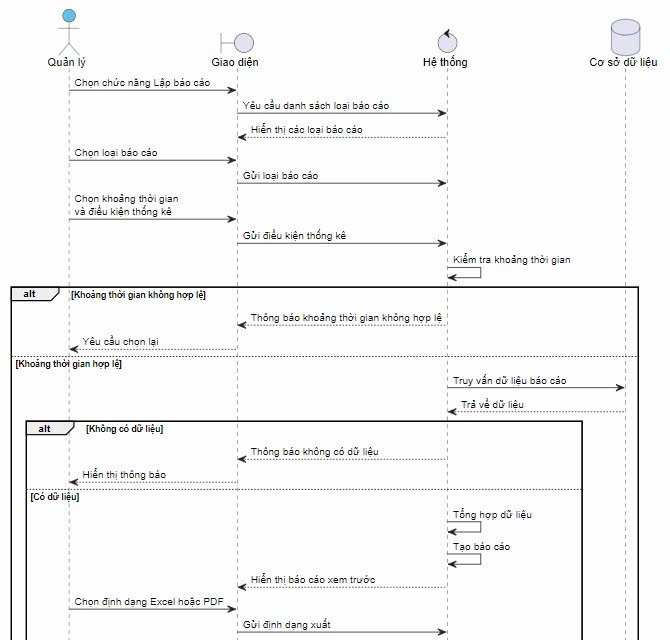 Quản lý
Giao diện
Hệ thống
Cơ sở dữ liệu
Chọn chức năng Lập báo cáo
Yêu cầu danh sách loại báo cáo
Hiển thị các loại báo cáo
Chọn loại báo cáo
Gửi loại báo cáo
Chọn khoảng thời gian
và điều kiện thống kê
Gửi điều kiện thống kê
Kiểm tra khoảng thời gian
alt [Khoảng thời gian không hợp lệ]
Thông báo khoảng thời gian không hợp lệ
Yêu cầu chọn lại
[Khoảng thời gian hợp lệ]
Truy vấn dữ liệu báo cáo
Trả về dữ liệu
alt [Không có dữ liệu]
Thông báo không có dữ liệu
Hiển thị thông báo
[Có dữ liệu]
Tổng hợp dữ liệu
Tạo báo cáo
Hiển thị báo cáo xem trước
Chọn định dạng Excel hoặc PDF
Gửi định dạng xuất